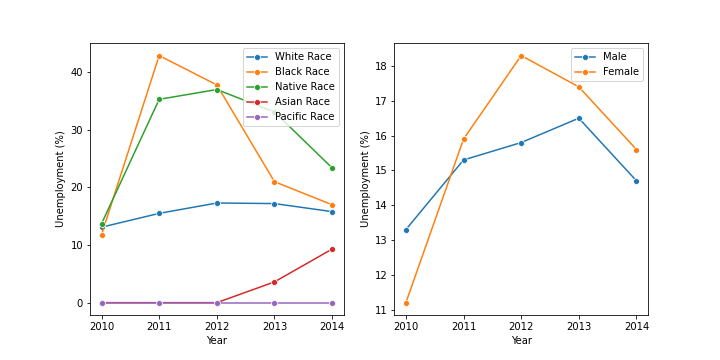 White Race
Black Race
Native Race
Asian Race
Pacific Race
40
30
20
10
0
Unemployment (%)
2010 2011 2012 2013 2014
Year
Male
Female
18
17
16
15
14
13
12
11
Unemployment (%)
2010 2011 2012 2013 2014
Year